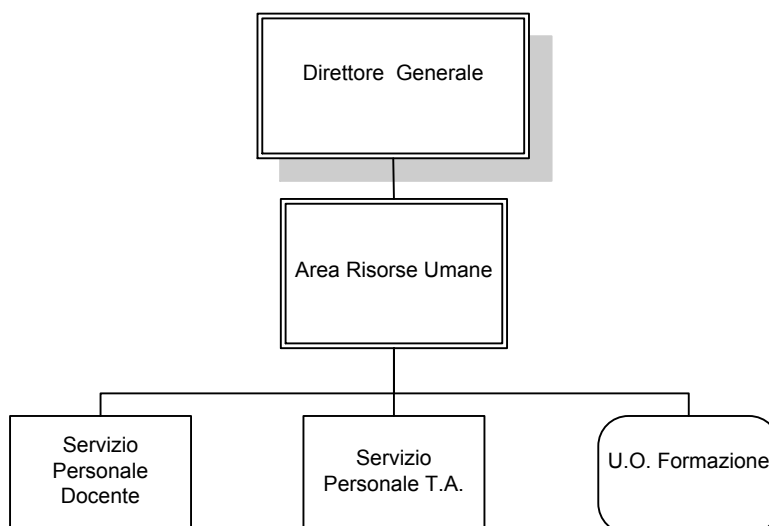 Direttore Generale
Area Risorse Umane
Servizio
Personale
Docente
Servizio
Personale T.A.
U.O. Formazione